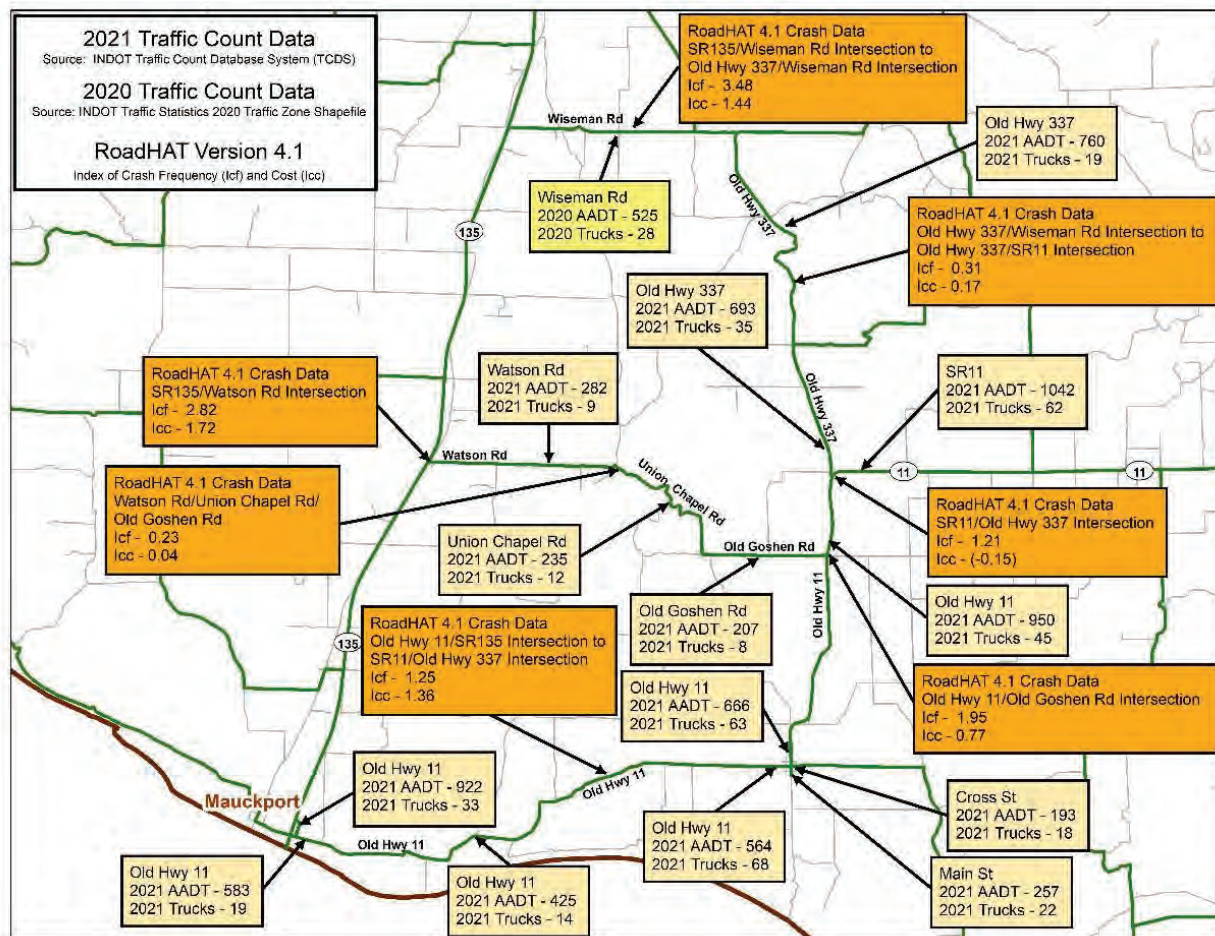 2021 Traffic Count Data
Source: INDOT Traffic Count Database System (TCDS)
2020 Traffic Count Data
Source: INDOT Traffic Statistics 2020 Traffic Zone Shapefile
RoadHAT Version 4.1
Index of Crash Frequency (Icf) and Cost (Icc)
RoadHAT 4.1 Crash Data
SR135/Wiseman Rd Intersection to
Old Hwy 337/Wiseman Rd Intersection
Icf - 3.48
Icc - 1.44
Wiseman Rd
Old Hwy 337
2021 AADT - 760
2021 Trucks - 19
Wiseman Rd
2020 AADT - 525
2020 Trucks - 28
Old Hwy 337
135
RoadHAT 4.1 Crash Data
Old Hwy 337/Wiseman Rd Intersection to
Old Hwy 337/SR11 Intersection
Icf - 0.31
Icc - 0.17
Old Hwy 337
2021 AADT - 693
2021 Trucks - 35
RoadHAT 4.1 Crash Data
SR135/Watson Rd Intersection
Icf - 2.82
Icc - 1.72
Watson Rd
2021 AADT - 282
2021 Trucks - 9
Old Hwy 337
SR11
2021 AADT - 1042
2021 Trucks - 62
Watson Rd
11
11
RoadHAT 4.1 Crash Data
Watson Rd/Union Chapel Rd/
Old Goshen Rd
Icf - 0.23
Icc - 0.04
Union Chapel Rd
RoadHAT 4.1 Crash Data
SR11/Old Hwy 337 Intersection
Icf - 1.21
Icc - (-0.15)
Union Chapel Rd
2021 AADT - 235
2021 Trucks - 12
Old Goshen Rd
Old Goshen Rd
2021 AADT - 207
2021 Trucks - 8
Old Hwy 11
Old Hwy 11
2021 AADT - 950
2021 Trucks - 45
RoadHAT 4.1 Crash Data
Old Hwy 11/SR135 Intersection to
SR11/Old Hwy 337 Intersection
Icf - 1.25
Icc - 1.36
135
Old Hwy 11
2021 AADT - 666
2021 Trucks - 63
RoadHAT 4.1 Crash Data
Old Hwy 11/Old Goshen Rd Intersection
Icf - 1.95
Icc - 0.77
Old Hwy 11
2021 AADT - 922
2021 Trucks - 33
Old Hwy 11
Mauckport
Cross St
2021 AADT - 193
2021 Trucks - 18
Old Hwy 11
2021 AADT - 564
2021 Trucks - 68
Old Hwy 11
Old Hwy 11
2021 AADT - 583
2021 Trucks - 19
Old Hwy 11
2021 AADT - 425
2021 Trucks - 14
Main St
2021 AADT - 257
2021 Trucks - 22